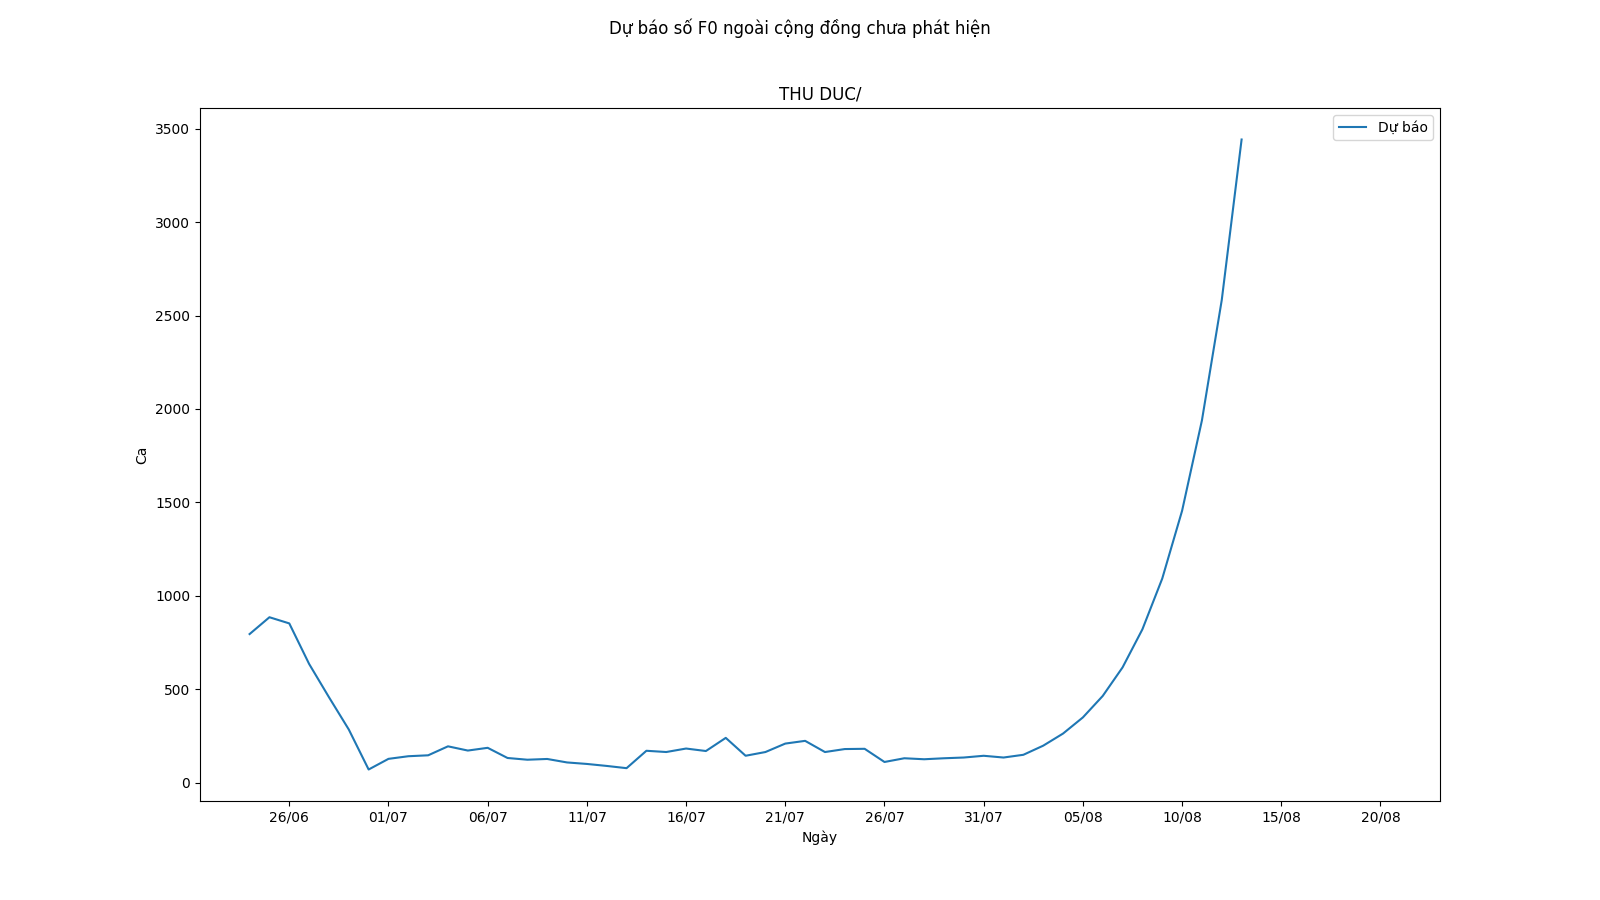 Dự báo số F0 ngoài cộng đồng chưa phát hiện
THU DUC/
Dự báo
3500
3000
2500
2000
1500
1000
500
0
Ca
26/06 01/07 06/07 11/07 16/07 21/07 26/07 31/07 05/08 10/08 15/08 20/08
Ngày